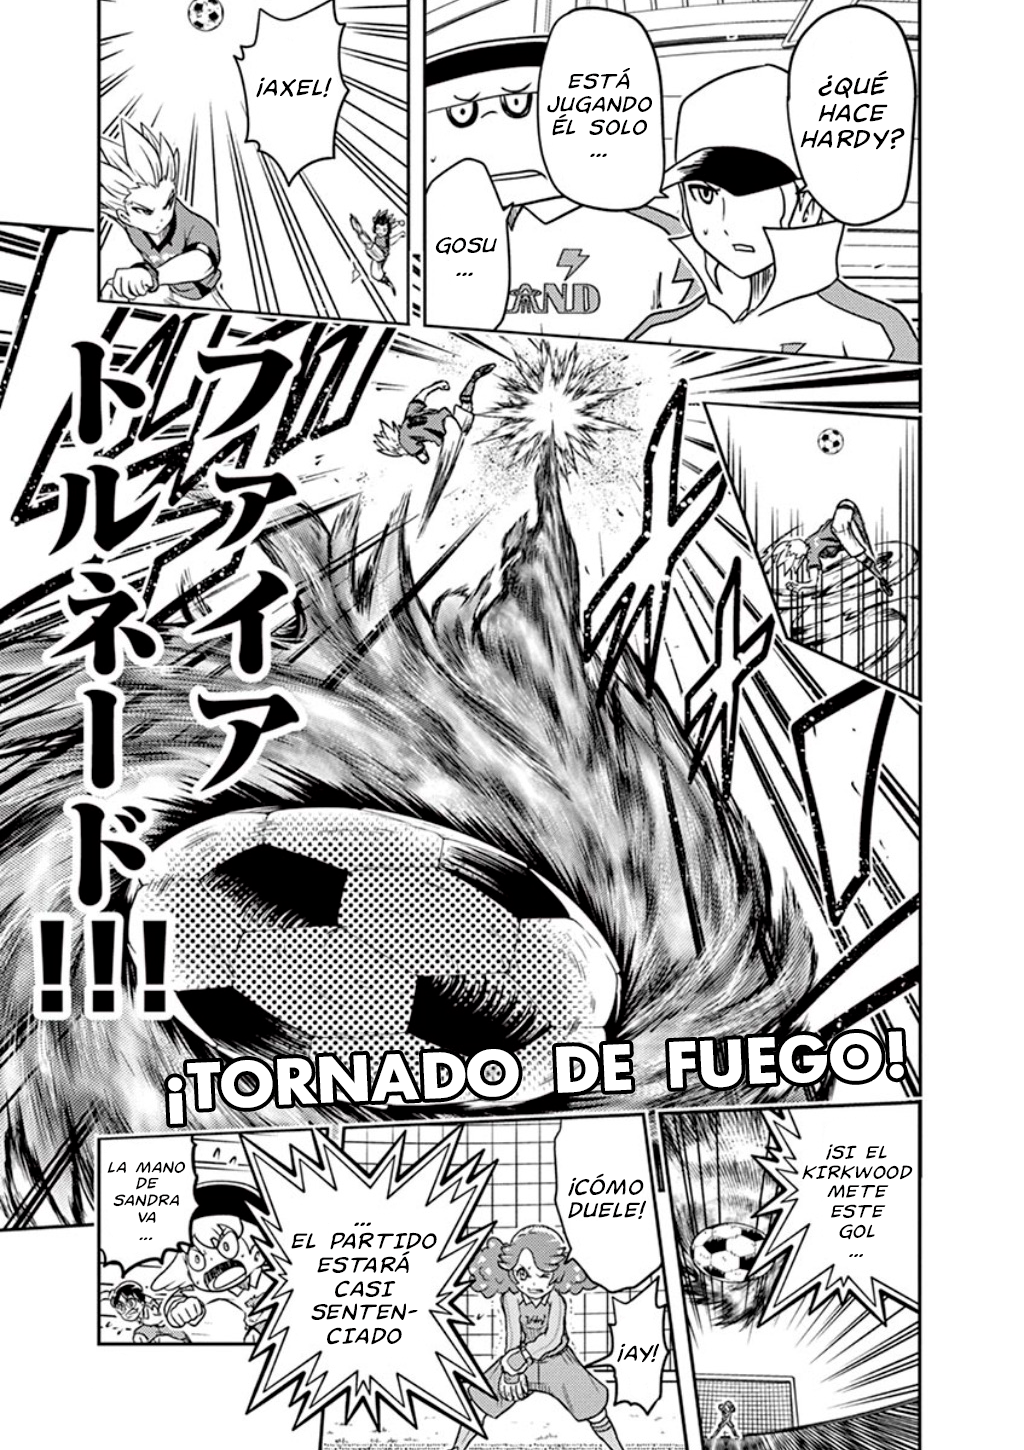 ¿QUÉ
HACE
HARDY?
ESTÁ
JUGANDO
ÉL SOLO
...
GOSU
...
AND
¡AXEL!
ファイア
トルネード
!!!
¡TORNADO DE FUEGO!
¡SI EL
KIRKWOOD
METE
ESTE
GOL
...
¡CÓMO
DUELE!
¡AY!
...
EL PARTIDO
ESTARÁ
CASI
SENTEN-
CIADO
LA MANO
DE
SANDRA
VA
...